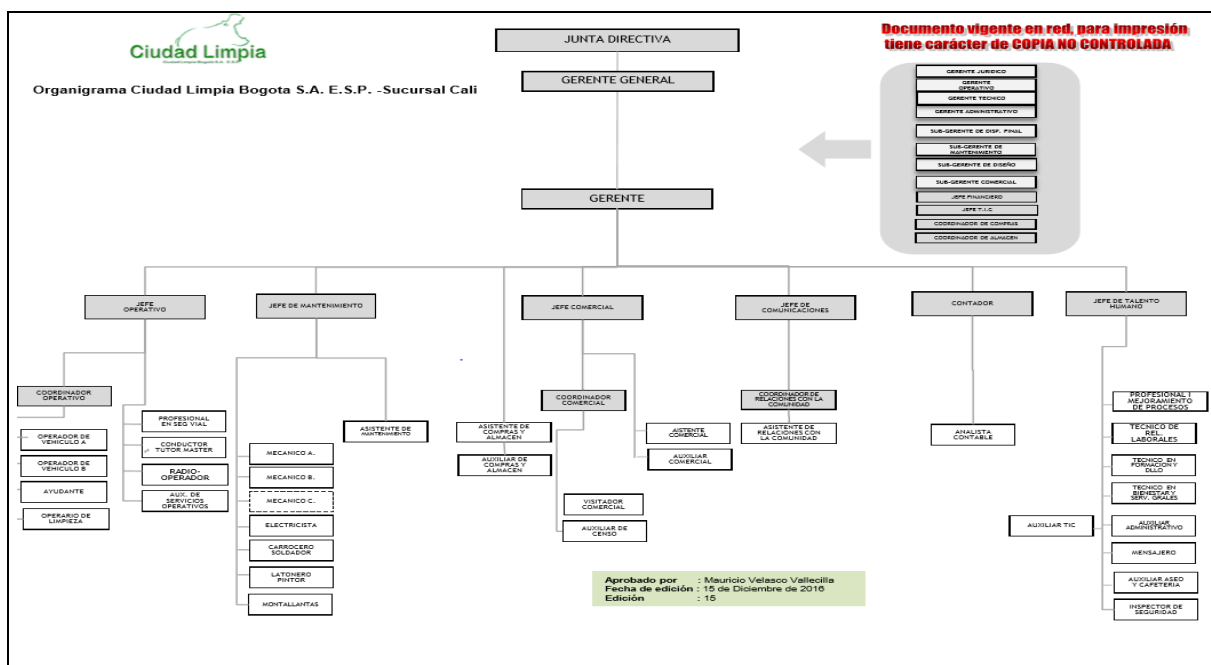 Ciudad Limpia
Ciudad Limpia Bogota S.A. E.S.P.
Organigrama Ciudad Limpia Bogota S.A. E.S.P. -Sucursal Cali
JUNTA DIRECTIVA
GERENTE GENERAL
GERENTE
Documento vigente en red, para impresión
tiene carácter de COPIA NO CONTROLADA
GERENTE JURIDICO
GERENTE
OPERATIVO
GERENTE TECNICO
GERENTE ADMINISTRATIVO
SUB-GERENTE DE DISP. FINAL
SUB-GERENTE DE
MANTENIMIENTO
SUB-GERENTE DE DISEÑO
SUB-GERENTE COMERCIAL
JEFE FINANCIERO
JEFE T.I.C
COORDINADOR DE COMPRAS
COORDINADOR DE ALMACEN
JEFE
OPERATIVO
JEFE DE MANTENIMIENTO
JEFE COMERCIAL
JEFE DE
COMUNICACIONES
CONTADOR
JEFE DE TALENTO
HUMANO
COORDINADOR
OPERATIVO
OPERADOR DE
VEHICULO A
OPERADOR DE
VEHICULO B
AYUDANTE
OPERARIO DE
LIMPIEZA
PROFESIONAL
EN SEG VIAL
CONDUCTOR
TUTOR MASTER
RADIO-
OPERADOR
AUX. DE
SERVICIOS
OPERATIVOS
MECANICO A..
MECANICO B..
MECANICO C..
ELECTRICISTA
CARROCERO
SOLDADOR
LATONERO
PINTOR
MONTALLANTAS
ASISTENTE DE
MANTENIMIENTO
ASISTENTE DE
COMPRAS Y
ALMACEN
AUXILIAR DE
COMPRAS Y
ALMACEN
COORDINADOR
COMERCIAL
VISITADOR
COMERCIAL
AUXILIAR DE
CENSO
AISTENTE
COMERCIAL
AUXILIAR COMERCIAL
COORDINADOR DE
RELACIONES CON LA
COMUNIDAD
ASISTENTE DE
RELACIONES CON
LA COMUNIDAD
ANALISTA
CONTABLE
PROFESIONAL I
MEJORAMIENTO
DE PROCESOS
TECNICO DE
REL.
LABORALES
TECNICO EN
FORMACION Y
DLLO
TECNICO EN
BIENESTAR Y
SERV. GRALES
AUXILIAR TIC
AUXILIAR
ADMINISTRATIVO
MENSAJERO
AUXILIAR ASEO
Y CAFETERIA
INSPECTOR DE
SEGURIDAD
Aprobado por : Mauricio Velasco Vallecilla
Fecha de edición : 15 de Diciembre de 2016
Edición : 15